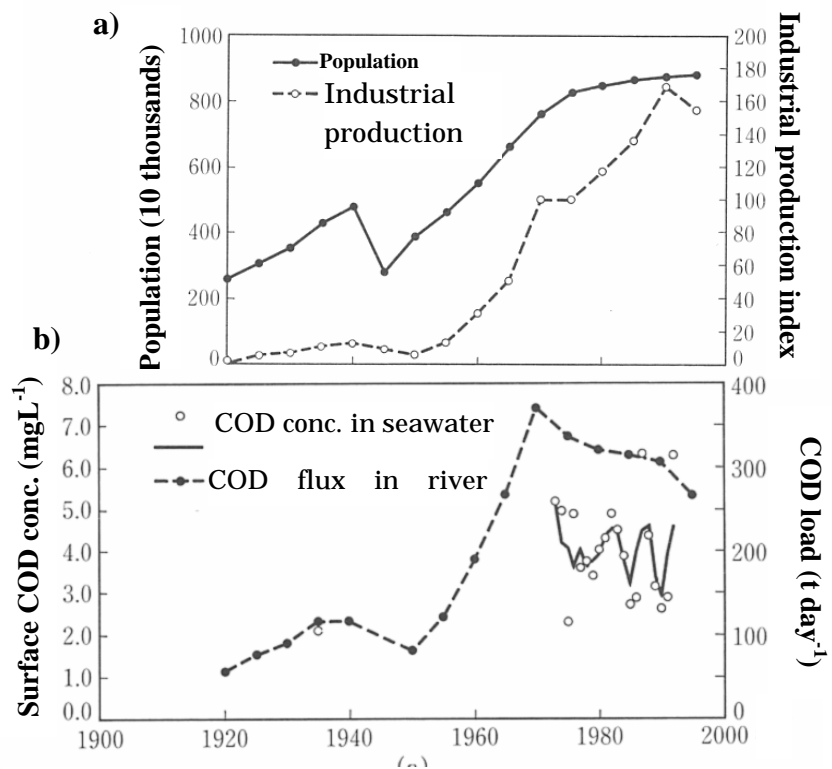 a)
1000
800
600
400
200
0
Population (10 thousands)
Population
Industrial
production
200
180
160
140
120
100
80
60
40
20
0
Industrial production index
b)
8.0
7.0
6.0
5.0
4.0
3.0
2.0
1.0
0.0
Surface COD conc. (mgL⁻¹)
COD conc. in seawater
COD flux in river
400
300
200
100
0
COD load (t day⁻¹)
1900 1920 1940 1960 1980 2000